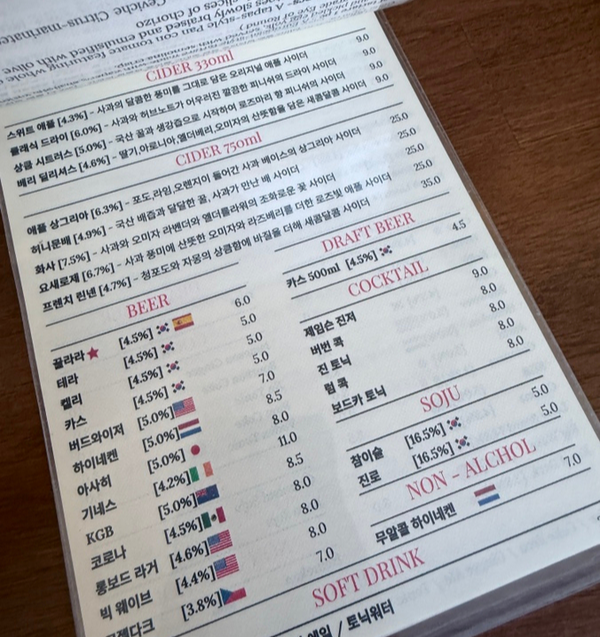 CIDER 330ml
스위트 애플 [4.3%] - 사과의 달콤한 풍미를 그대로 담은 오리지널 애플 사이다 9.0
클래식 드라이 [6.0%] - 사과와 허브노트가 어우러진 깔끔한 피니쉬의 드라이 사이다 9.0
상큼 시트러스 [5.0%] - 국산 꿀과 생강즙으로 시작하여 로즈마리 향 피니쉬의 사이다 9.0
베리 딜리셔스 [4.6%] - 딸기,아로니아,엘더베리,오미자의 산뜻함을 담은 새콤달콤 사이다 9.0
CIDER 750ml
애플 상그리아 [6.3%] - 포도,라임,오렌지이 들어간 사과 베이스의 상그리아 사이다 25.0
허니문배 [4.9%] - 국산 배즙과 달달한 꿀, 사과가 만난 배 사이다 25.0
화사 [7.5%] - 사과와 오미자 라벤더와 엘더플라워의 조화로운 꽃 사이다 25.0
요새로제 [6.7%] - 사과 풍미에 산뜻한 오미자와 라즈베리를 더한 로즈빛 애플 사이다 25.0
프렌치 린넨 [4.7%] - 청포도와 자몽의 상큼함에 바질을 더해 새콤달콤 사이다 35.0
BEER
꿀라라 ★ [4.5%] 6.0
테라 [4.5%] 5.0
켈리 [4.5%] 5.0
카스 [4.5%] 5.0
버드와이저 [5.0%] 7.0
하이네켄 [5.0%] 8.5
아사히 [5.0%] 8.0
기네스 [4.2%] 11.0
KGB [5.0%] 8.5
코로나 [4.5%] 8.0
롱보드 라거 [4.6%] 8.0
빅 웨이브 [4.4%] 8.0
[3.8%] 7.0
DRAFT BEER
카스 500ml [4.5%] 4.5
COCKTAIL
제임슨 진저 9.0
버번 콕 8.0
진 토닉 8.0
럼 콕 8.0
보드카 토닉 8.0
SOJU
참이슬 [16.5%] 5.0
진로 [16.5%] 5.0
NON - ALCHOL
무알콜 하이네켄 7.0
SOFT DRINK
/ 토닉워터